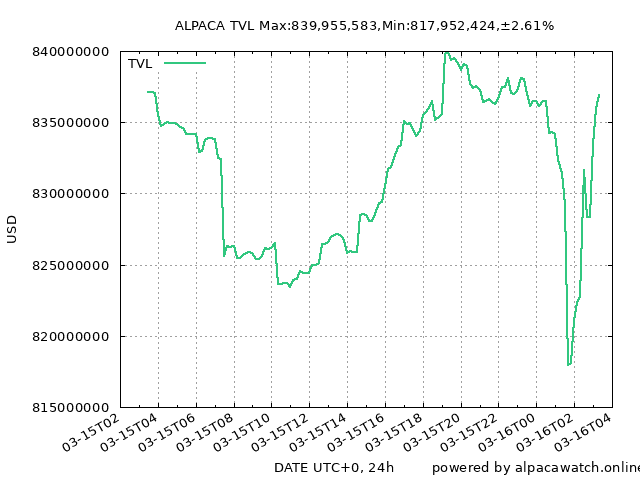 ALPACA TVL Max:839,955,583,Min:817,952,424,±2.61%
TVL
840000000
835000000
830000000
825000000
820000000
815000000
USD
03-15T02
03-15T04
03-15T06
03-15T08
03-15T10
03-15T12
03-15T14
03-15T16
03-15T18
03-15T20
03-15T22
03-16T00
03-16T02
03-16T04
DATE UTC+0, 24h
powered by alpacawatch.online